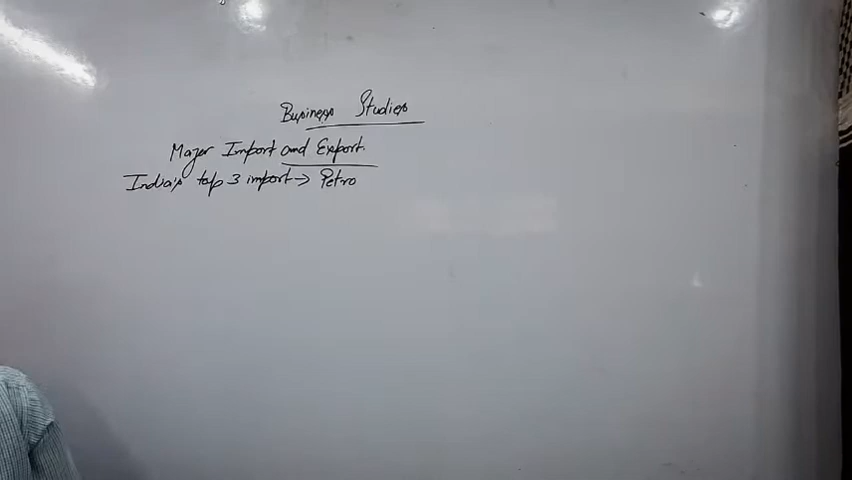 Business Studies
Major Import and Export.
India's top 3 import → Petro